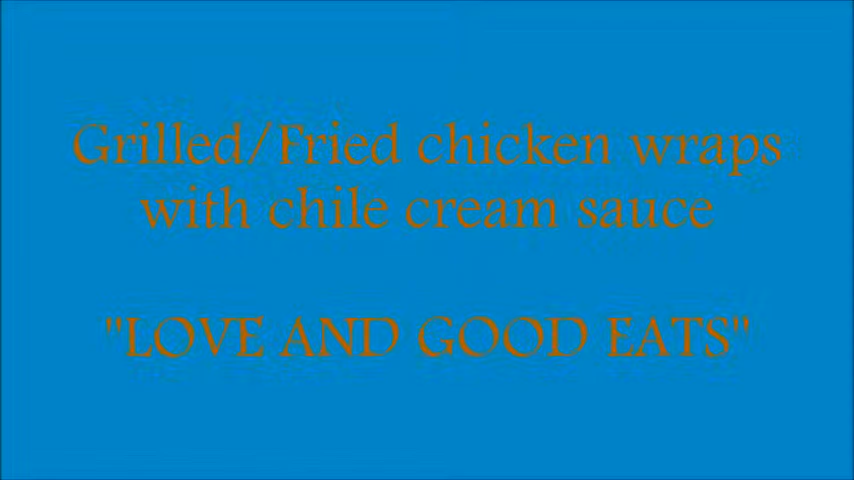 Grilled/Fried chicken wraps
with chile cream sauce
"LOVE AND GOOD EATS"